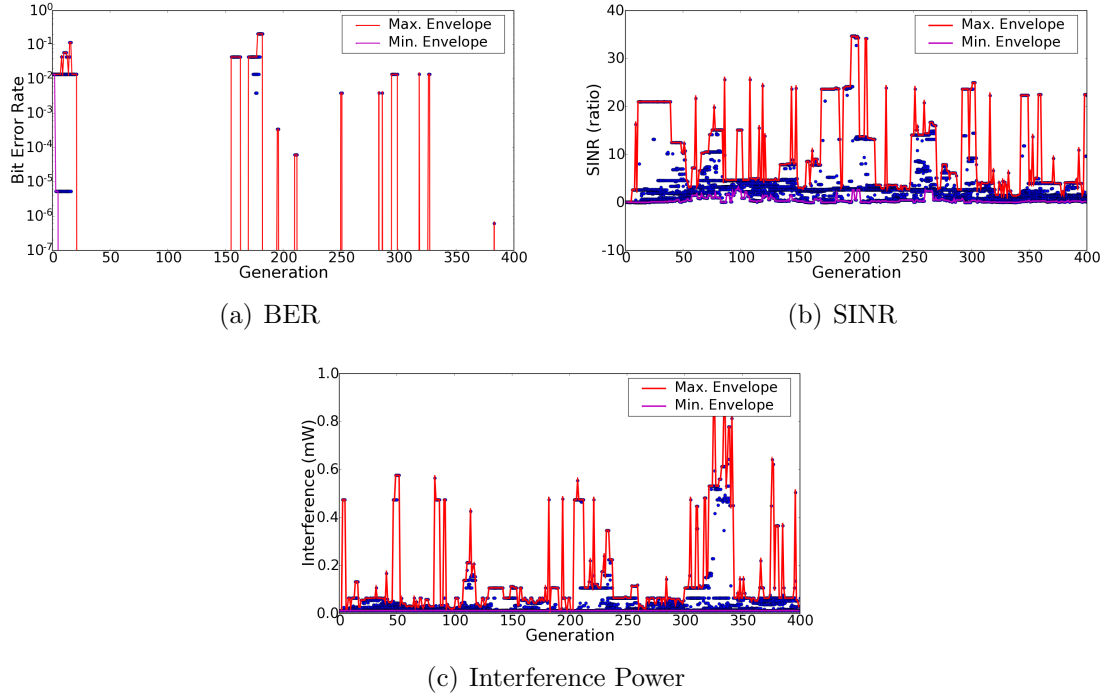 10^0
10^-1
10^-2
10^-3
10^-4
10^-5
10^-6
10^-7
Bit Error Rate
Max. Envelope
Min. Envelope
0 50 100 150 200 250 300 350 400
Generation
(a) BER
40
30
20
10
0
-10
SINR (ratio)
Max. Envelope
Min. Envelope
0 50 100 150 200 250 300 350 400
Generation
(b) SINR
1.0
0.8
0.6
0.4
0.2
0.0
Interference (mW)
Max. Envelope
Min. Envelope
0 50 100 150 200 250 300 350 400
Generation
(c) Interference Power